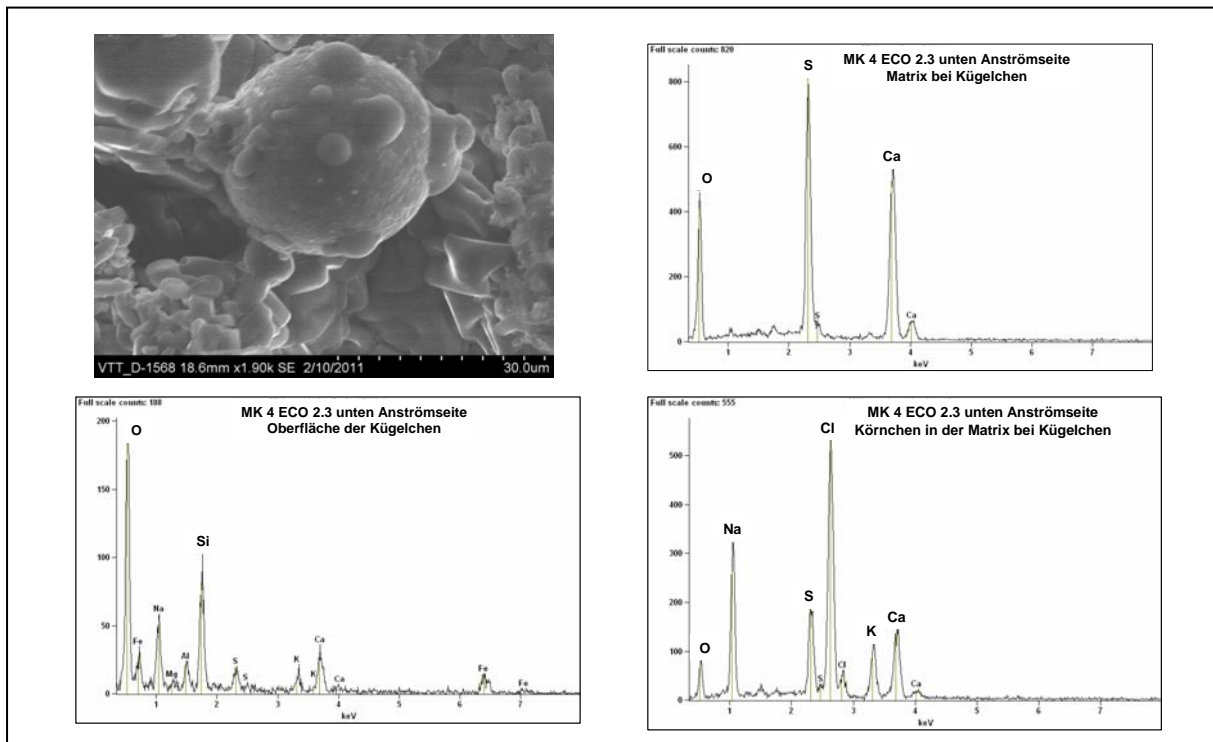 VTT_D-1568 18.6mm x1.90k SE 2/10/2011 30.0um
Full scale counts: 820
MK 4 ECO 2.3 unten Anströmseite
Matrix bei Kügelchen
800
600
400
200
0
O
S
S
Ca
Ca
1 2 3 4 5 6 7
keV
Full scale counts: 188
MK 4 ECO 2.3 unten Anströmseite
Oberfläche der Kügelchen
200
150
100
50
0
O
Fe
Na
Mg
Al
Si
S
S
K
K
Ca
Ca
Fe
Fe
1 2 3 4 5 6 7
keV
Full scale counts: 555
MK 4 ECO 2.3 unten Anströmseite
Körnchen in der Matrix bei Kügelchen
500
400
300
200
100
0
O
Na
S
S
Cl
Cl
K
Ca
Ca
1 2 3 4 5 6 7
keV